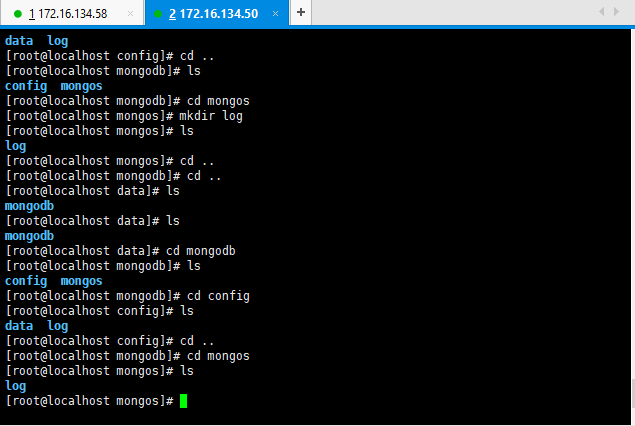 1 172.16.134.58 × 2 172.16.134.50 × +
data log
[root@localhost config]# cd ..
[root@localhost mongodb]# ls
config mongos
[root@localhost mongodb]# cd mongos
[root@localhost mongos]# mkdir log
[root@localhost mongos]# ls
log
[root@localhost mongos]# cd ..
[root@localhost mongodb]# cd ..
[root@localhost data]# ls
mongodb
[root@localhost data]# ls
mongodb
[root@localhost data]# cd mongodb
[root@localhost mongodb]# ls
config mongos
[root@localhost mongodb]# cd config
[root@localhost config]# ls
data log
[root@localhost config]# cd ..
[root@localhost mongodb]# cd mongos
[root@localhost mongos]# ls
log
[root@localhost mongos]#